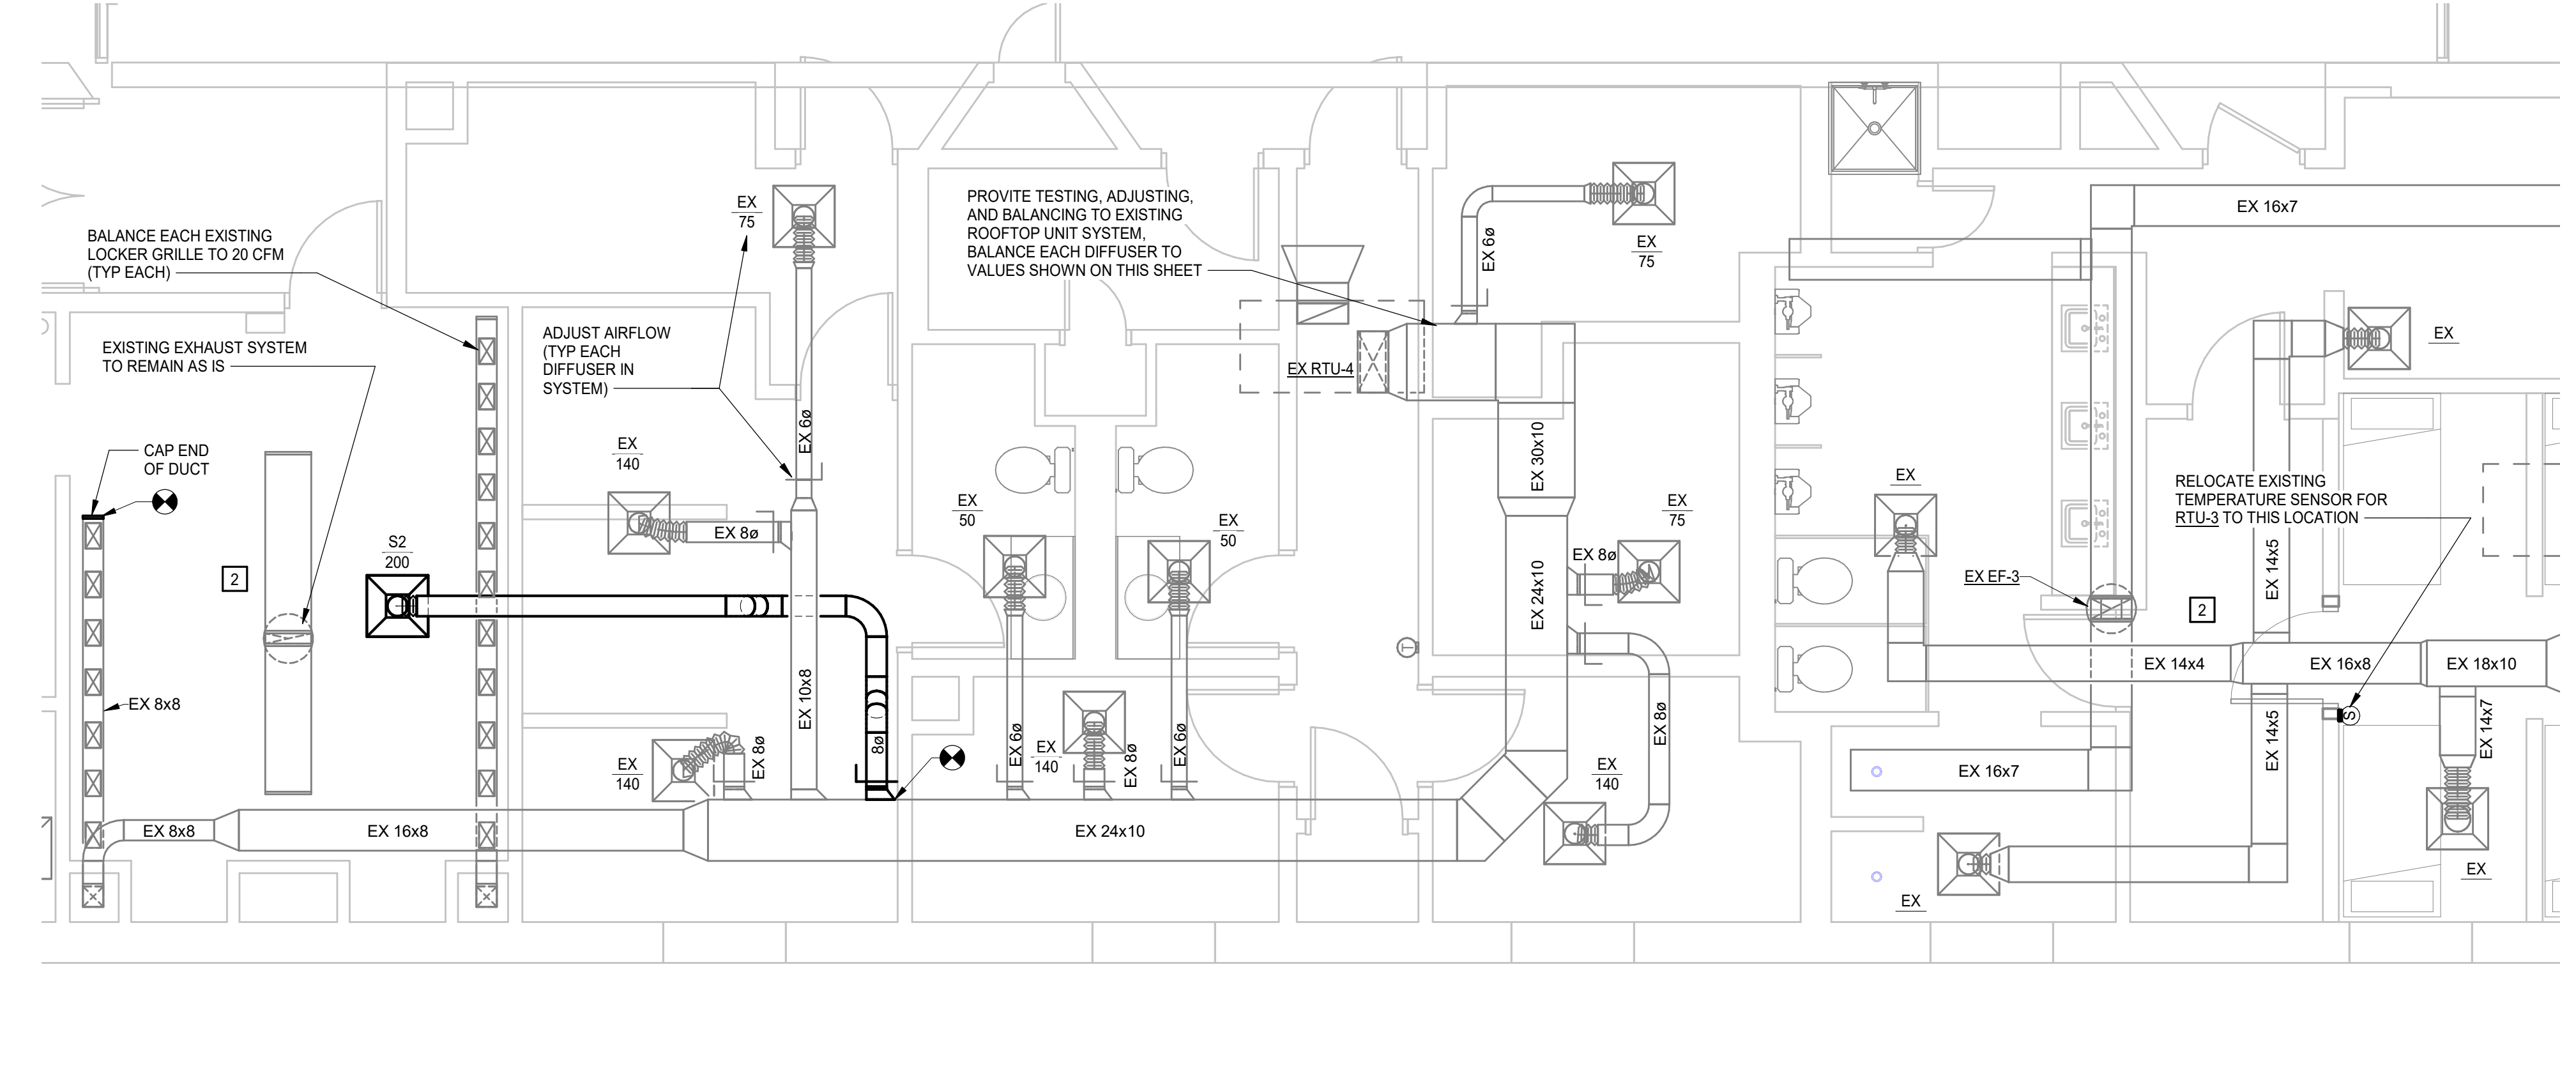 EX 16x7
EX
75
PROVITE TESTING, ADJUSTING,
AND BALANCING TO EXISTING
ROOFTOP UNIT SYSTEM,
BALANCE EACH DIFFUSER TO
VALUES SHOWN ON THIS SHEET
EX 6ø
EX
75
BALANCE EACH EXISTING
LOCKER GRILLE TO 20 CFM
(TYP EACH)
EXISTING EXHAUST SYSTEM
TO REMAIN AS IS
ADJUST AIRFLOW
(TYP EACH
DIFFUSER IN
SYSTEM)
EX 6ø
EX RTU-4
EX
CAP END
OF DUCT
EX
140
EX 30x10
EX
RELOCATE EXISTING
TEMPERATURE SENSOR FOR
RTU-3 TO THIS LOCATION
EX
50
EX
50
EX
75
S2
200
EX 8ø
EX 8ø
EX 24x10
EX 14x5
2
EX EF-3
2
T
EX 14x4
EX 16x8
EX 18x10
EX 8x8
EX 10x8
8ø
EX 8ø
S
EX 14x7
EX 14x5
EX
140
EX 8ø
EX 6ø
EX
140
EX 8ø
EX 6ø
EX
140
EX 16x7
EX 8x8
EX 16x8
EX 24x10
EX
EX